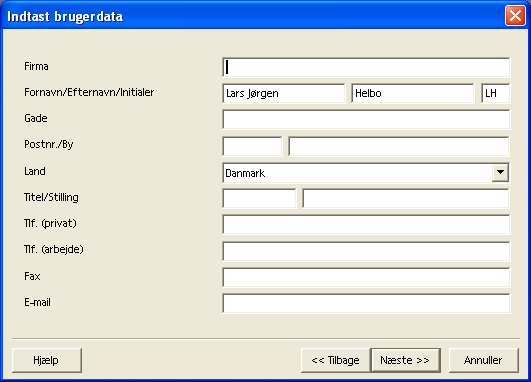 Indtast brugerdata
Firma
Fornavn/Efternavn/Initialer Lars Jørgen Helbo LH
Gade
Postnr./By
Land Danmark
Titel/Stilling
Tlf. (privat)
Tlf. (arbejde)
Fax
E-mail
Hjælp << Tilbage Næste >> Annuller